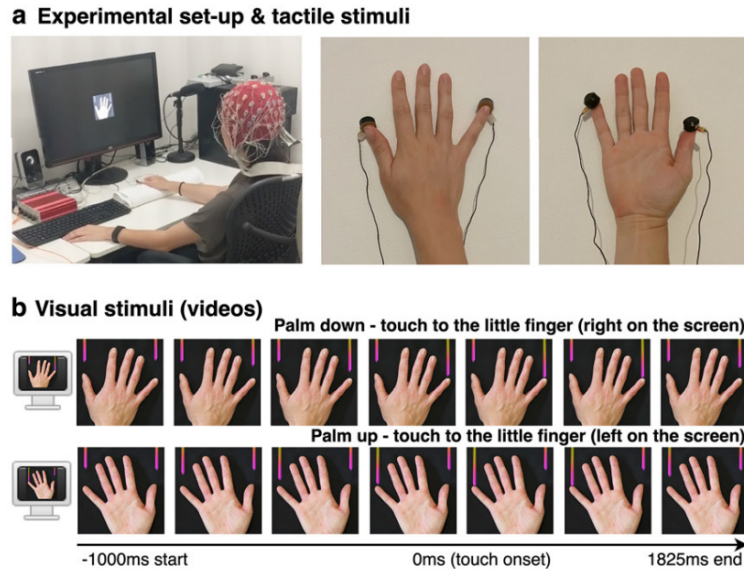 a Experimental set-up & tactile stimuli
b Visual stimuli (videos)
Palm down - touch to the little finger (right on the screen)
Palm up - touch to the little finger (left on the screen)
-1000ms start 0ms (touch onset) 1825ms end